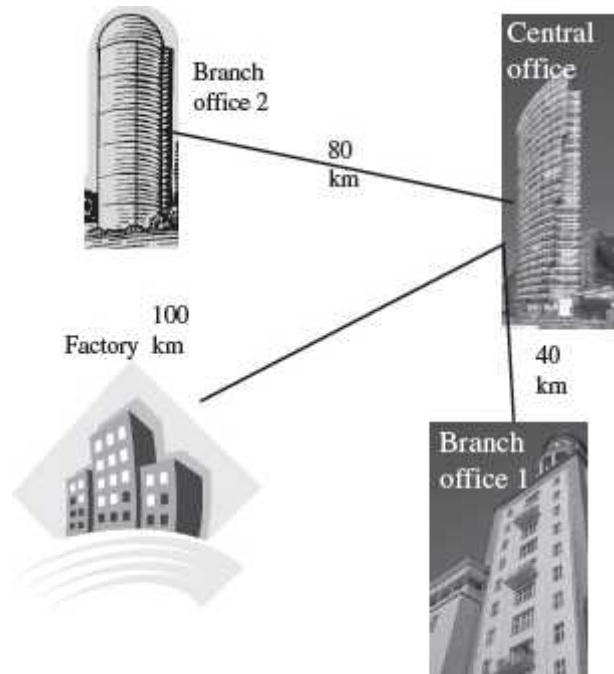 Central
office
Branch
office 2
80
km
100
Factory km
40
km
Branch
office 1